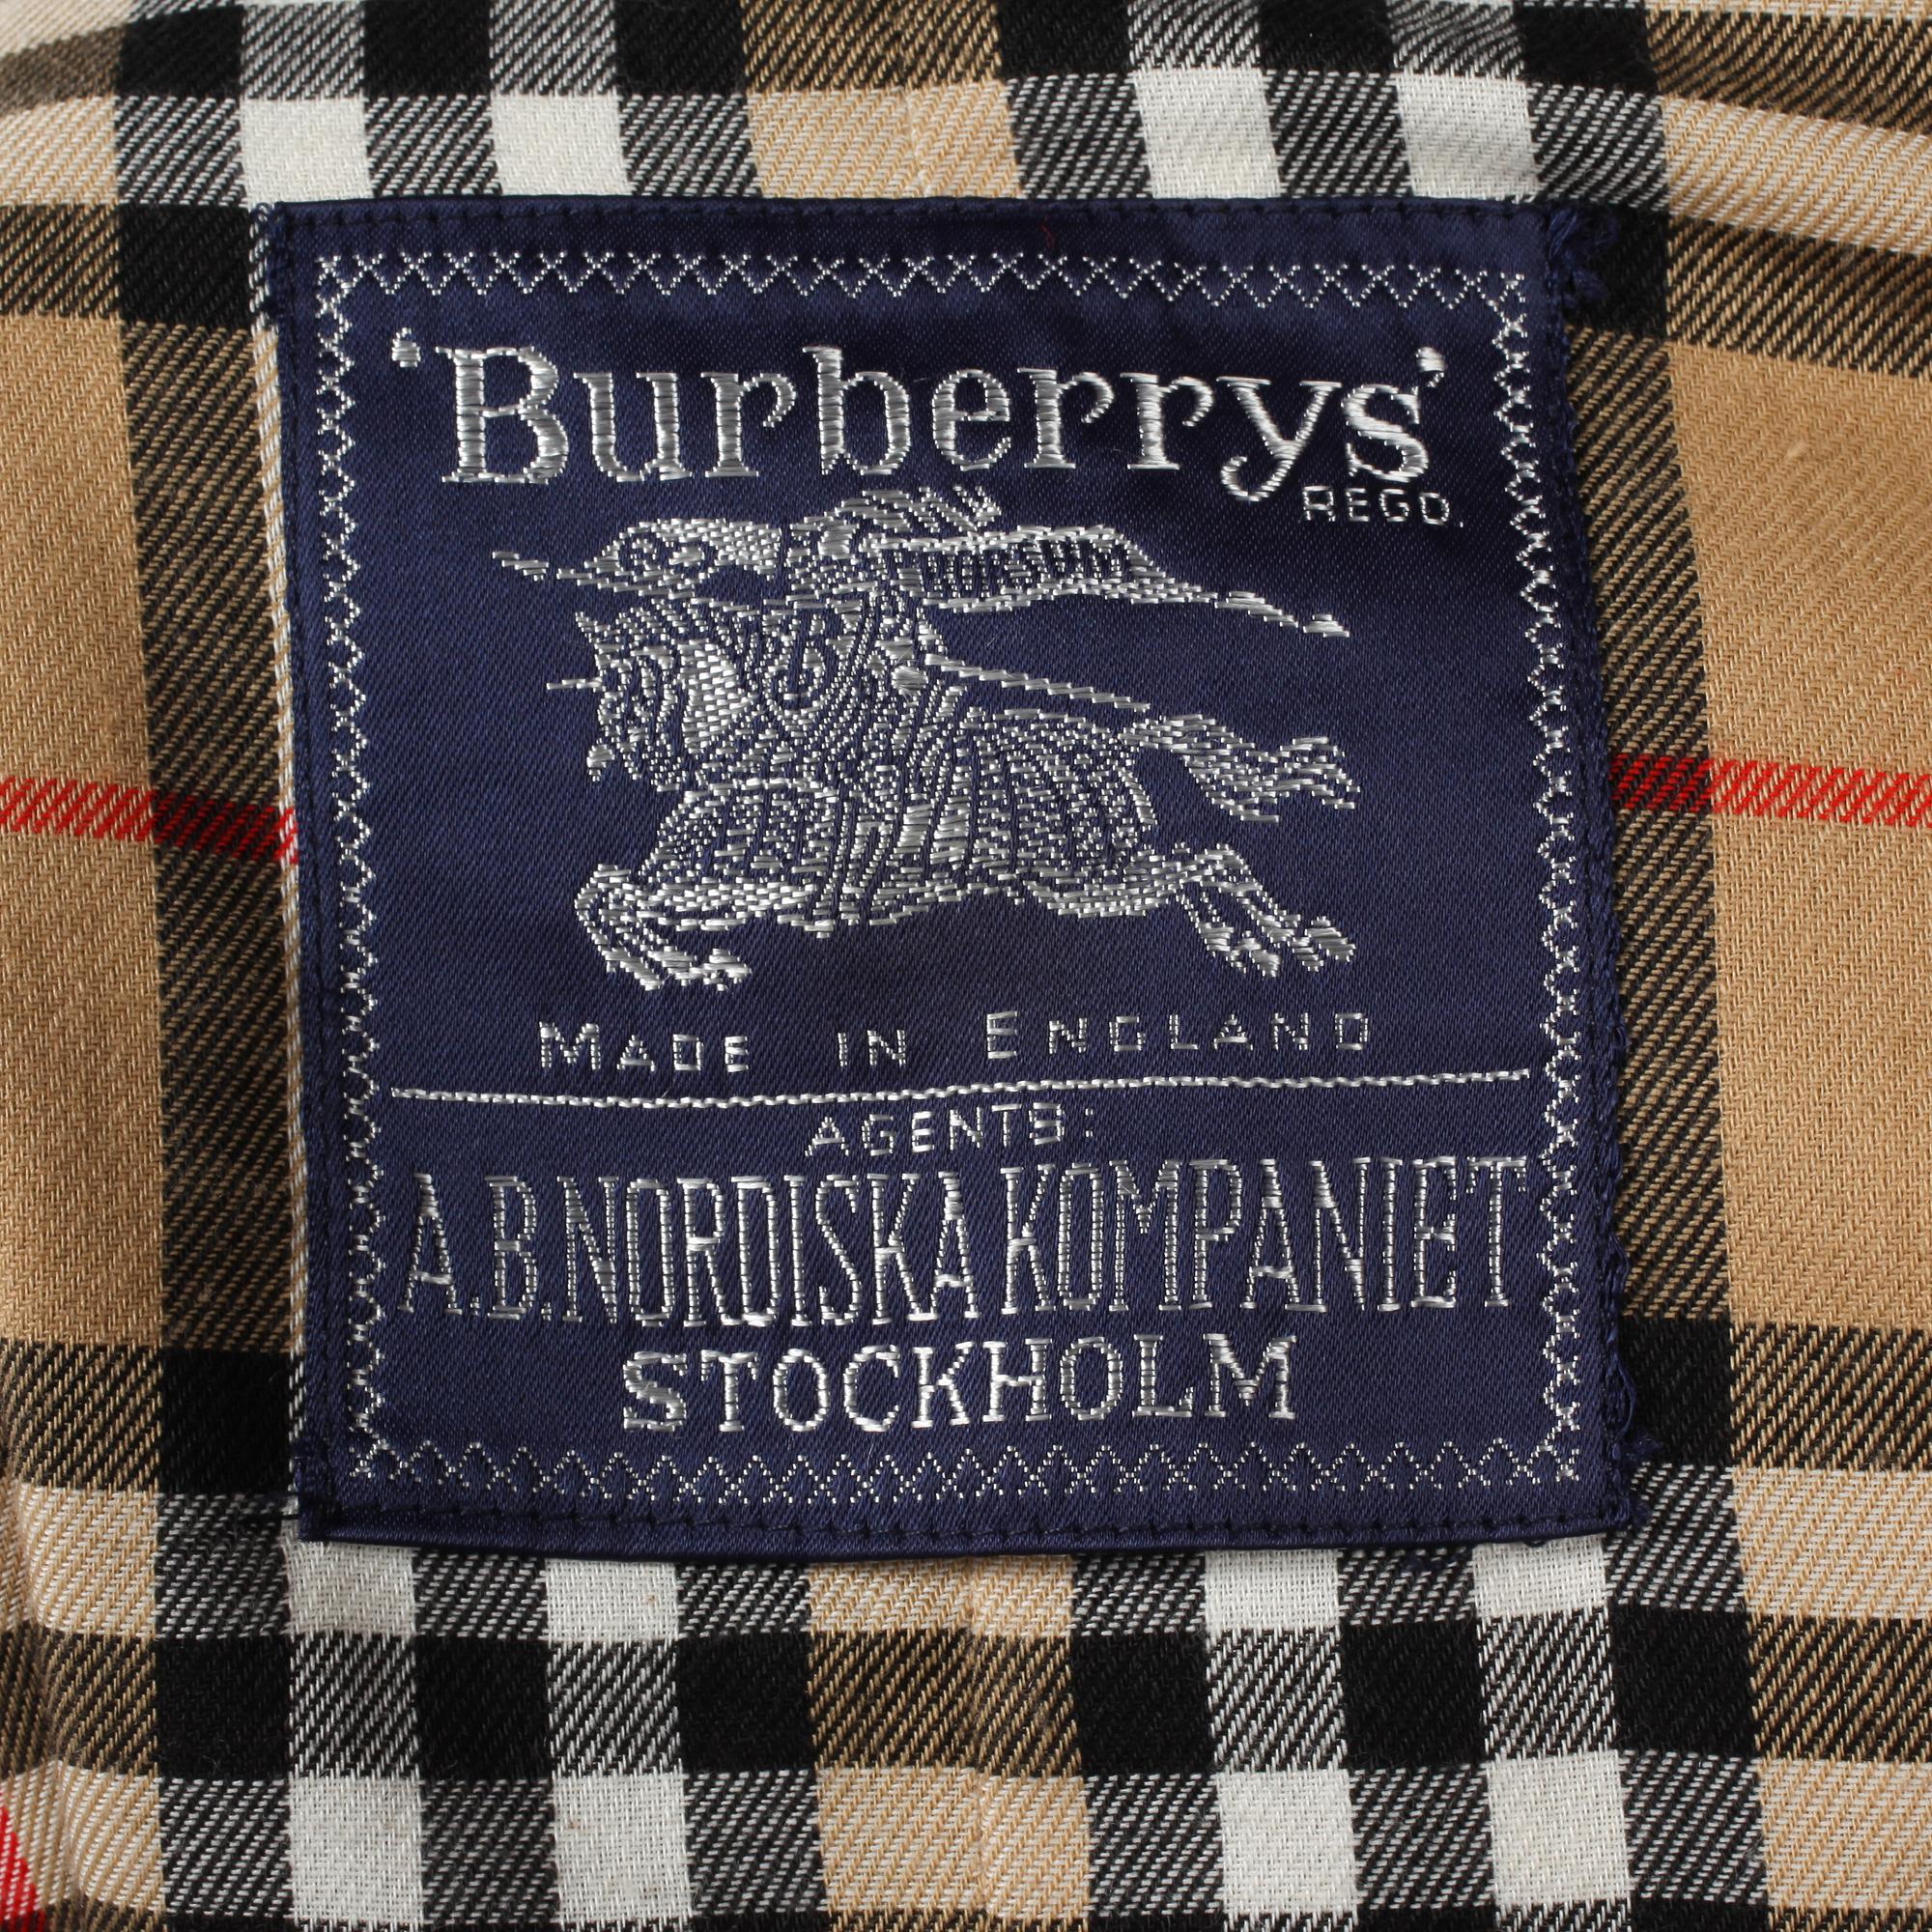 'Burberrys'
REGD.
MADE IN ENGLAND
AGENTS:
A.B.NORDISKA KOMPANIET
STOCKHOLM